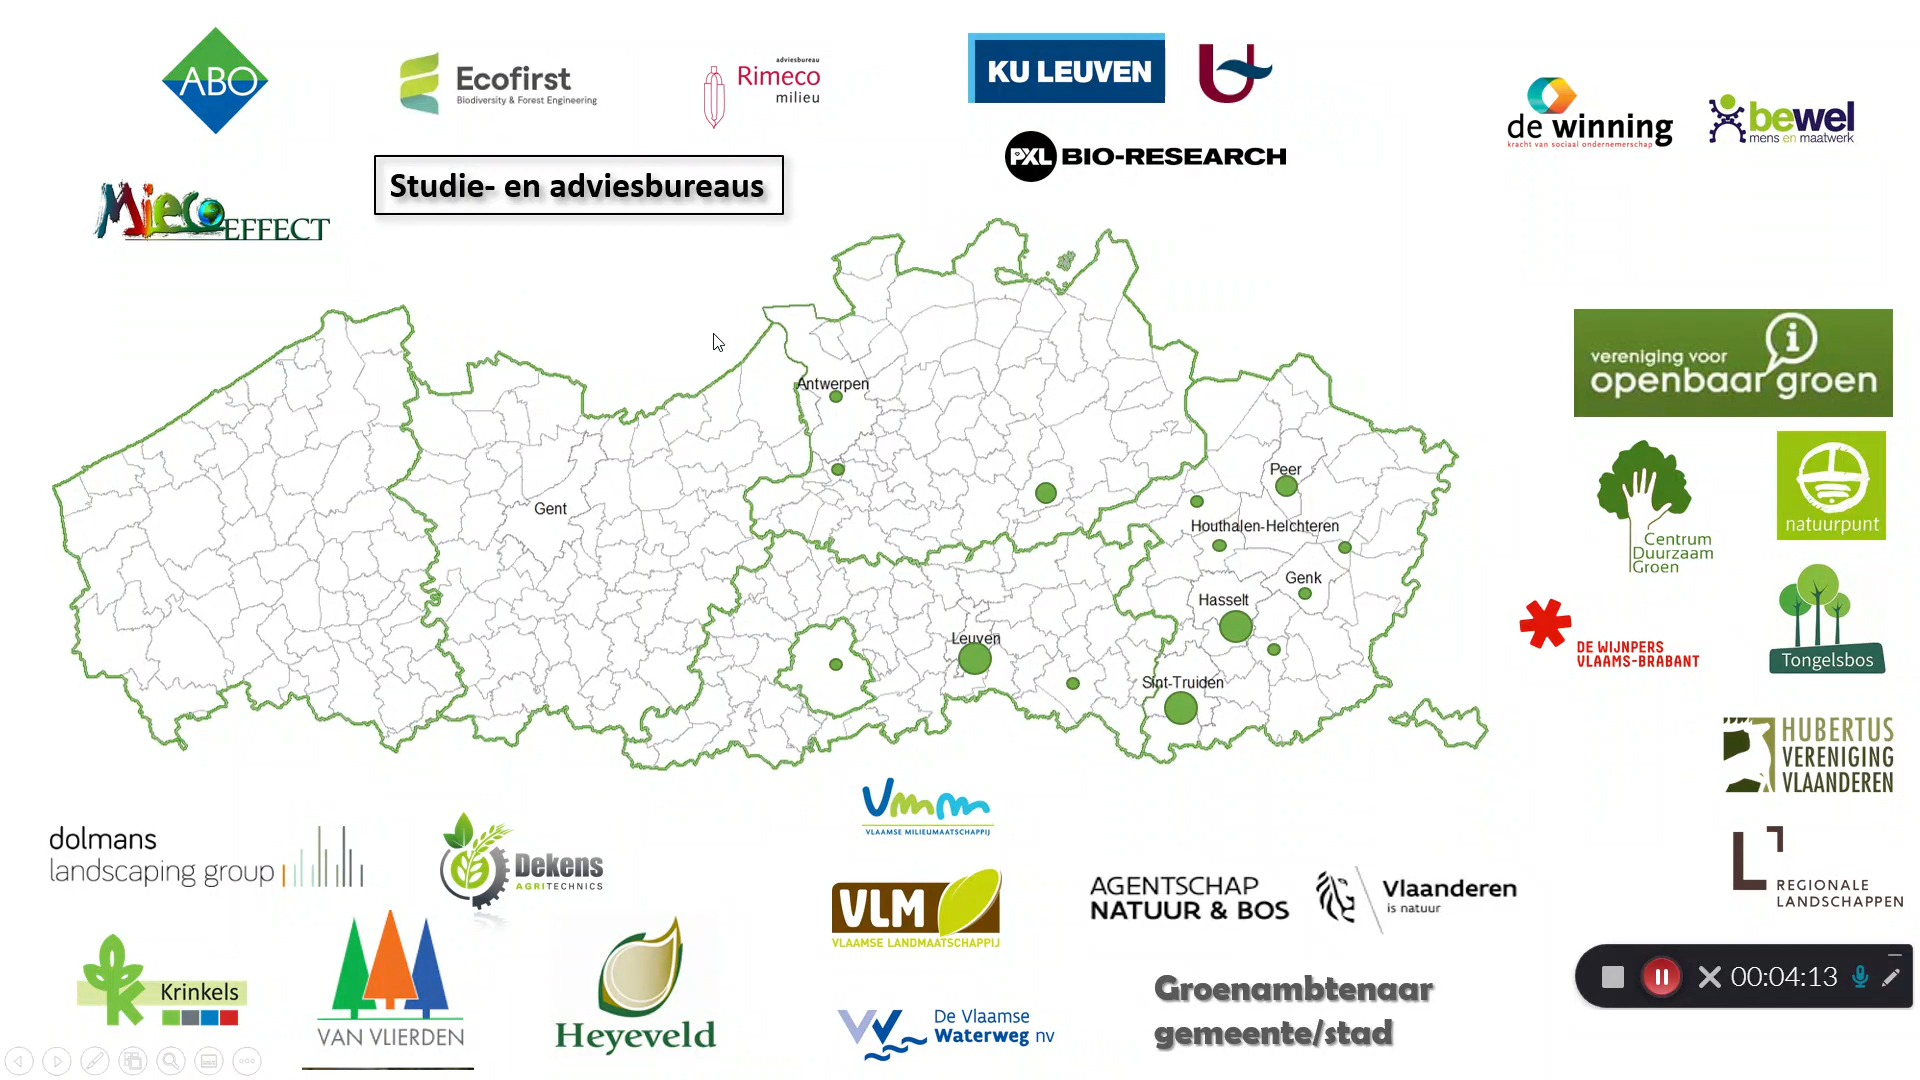 ABO
Ecofirst
Biodiversity & Forest Engineering
adviesbureau
Rimeco
milieu
KU LEUVEN
PXL BIO-RESEARCH
de winning
kracht van sociaal ondernemerschap
bewel
mens en maatwerk
Mieco EFFECT
Studie- en adviesbureaus
vereniging voor
openbaar groen
Antwerpen
Gent
Peer
Houthalen-Helchteren
Genk
Hasselt
Leuven
Sint-Truiden
Centrum
Duurzaam
Groen
natuurpunt
DE WIJNPERS
VLAAMS-BRABANT
Tongelsbos
HUBERTUS
VERENIGING
VLAANDEREN
REGIONALE
LANDSCHAPPEN
dolmans
landscaping group
Dekens
AGRITECHNICS
Krinkels
VAN VLIERDEN
Heyeveld
vmm
VLAAMSE MILIEUMAATSCHAPPIJ
VLM
VLAAMSE LANDMAATSCHAPPIJ
De Vlaamse
Waterweg nv
AGENTSCHAP
NATUUR & BOS
Vlaanderen
is natuur
Groenambtenaar
gemeente/stad
00:04:13